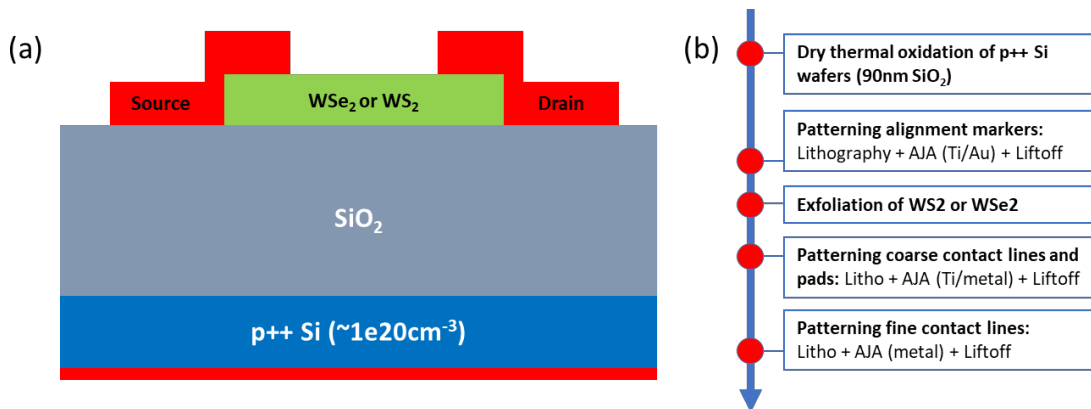 (a)
Source
WSe₂ or WS₂
Drain
SiO₂
p++ Si (~1e20cm⁻³)
(b)
Dry thermal oxidation of p++ Si
wafers (90nm SiO₂)
Patterning alignment markers:
Lithography + AJA (Ti/Au) + Liftoff
Exfoliation of WS2 or WSe2
Patterning coarse contact lines and
pads: Litho + AJA (Ti/metal) + Liftoff
Patterning fine contact lines:
Litho + AJA (metal) + Liftoff